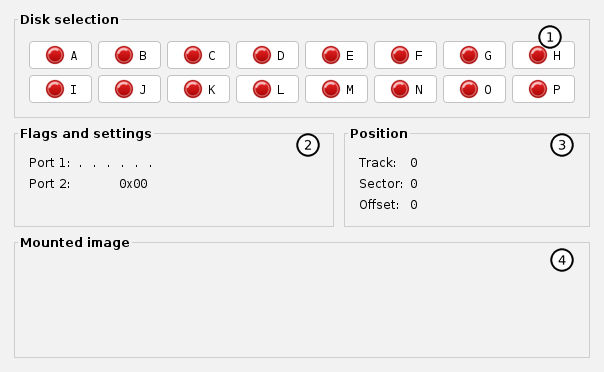 Disk selection
1
A B C D E F G H
I J K L M N O P
Flags and settings
2
Port 1: . . . . . .
Port 2: 0x00
Position
3
Track: 0
Sector: 0
Offset: 0
Mounted image
4